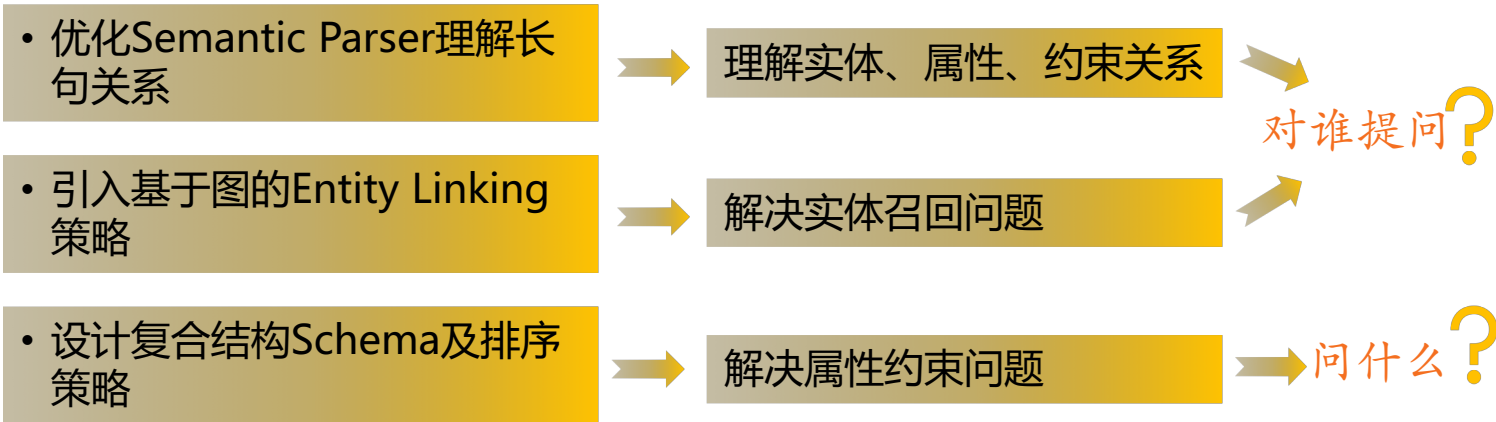 • 优化Semantic Parser理解长
句关系
理解实体、属性、约束关系
对谁提问?
• 引入基于图的Entity Linking
策略
解决实体召回问题
• 设计复合结构Schema及排序
策略
解决属性约束问题
问什么?